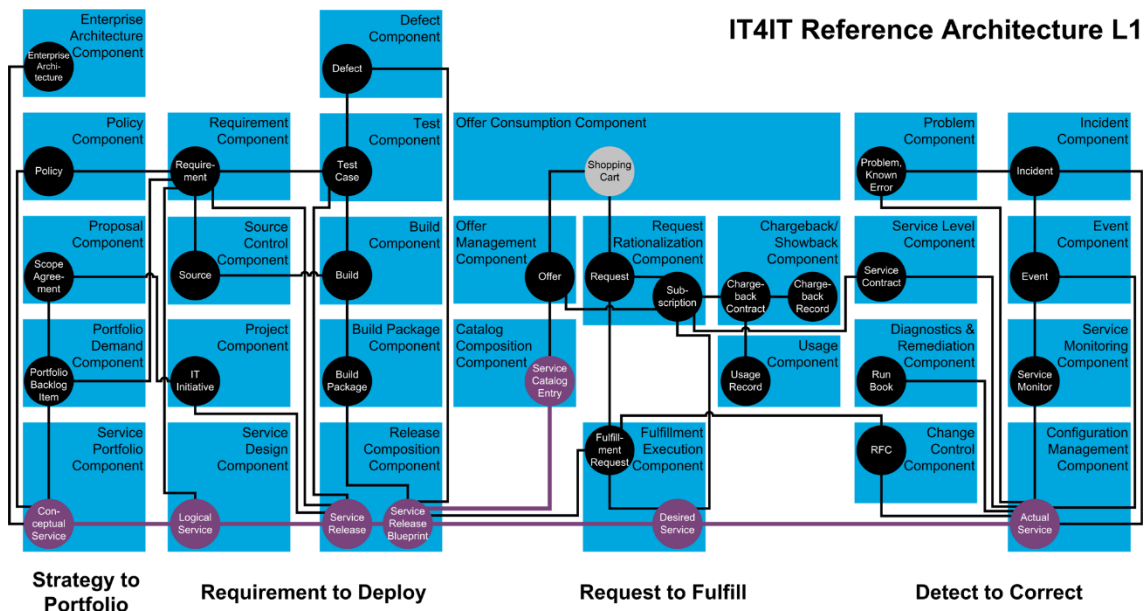 IT4IT Reference Architecture L1
Enterprise
Architecture
Component
Enterprise
Archi-
tecture
Defect
Component
Defect
Policy
Component
Policy
Requirement
Component
Require-
ment
Test
Component
Test
Case
Offer Consumption Component
Shopping
Cart
Problem
Component
Problem,
Known
Error
Incident
Component
Incident
Proposal
Component
Scope
Agree-
ment
Source
Control
Component
Source
Build
Component
Build
Offer
Management
Component
Offer
Request
Rationalization
Component
Request
Sub-
scription
Chargeback/
Showback
Component
Charge-
back
Contract
Charge-
back
Record
Service Level
Component
Service
Contract
Event
Component
Event
Portfolio
Demand
Component
Portfolio
Backlog
Item
Project
Component
IT
Initiative
Build Package
Component
Build
Package
Catalog
Composition
Component
Service
Catalog
Entry
Usage
Component
Usage
Record
Diagnostics &
Remediation
Component
Run
Book
Service
Monitoring
Component
Service
Monitor
Service
Portfolio
Component
Con-
ceptual
Service
Service
Design
Component
Logical
Service
Release
Composition
Component
Service
Release
Service
Release
Blueprint
Fulfillment
Execution
Component
Fulfill-
ment
Request
Desired
Service
Change
Control
Component
RFC
Configuration
Management
Component
Actual
Service
Strategy to
Portfolio
Requirement to Deploy
Request to Fulfill
Detect to Correct